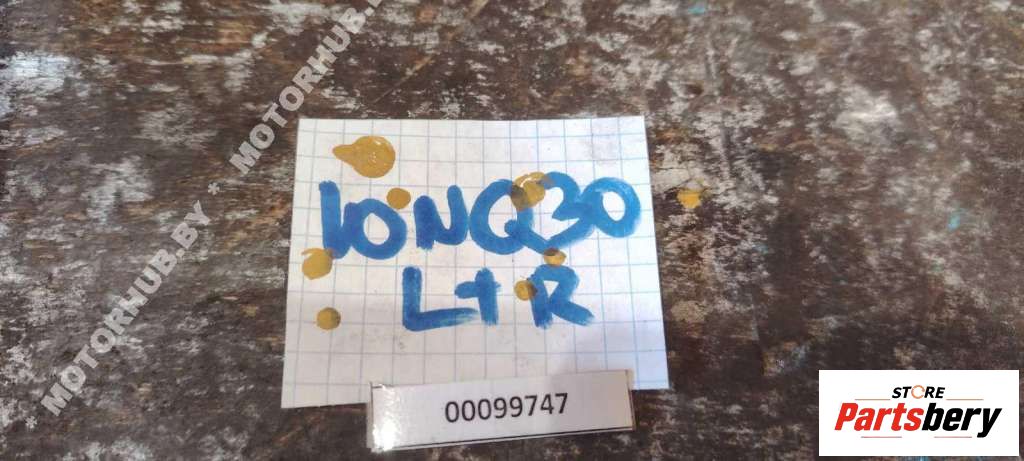 MOTORHUB.BY * MOTORHUB.BY
10NQ30
L+R
00099747
STORE
Partsbery